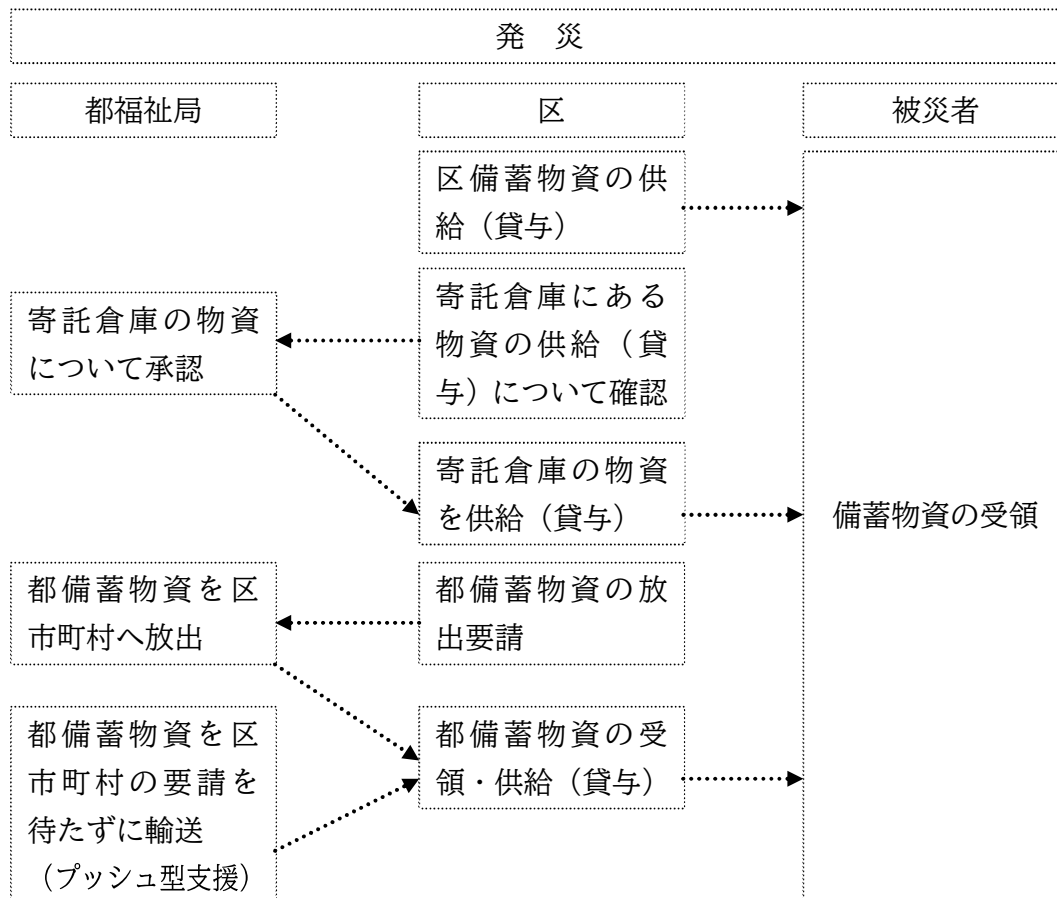 発 災
都福祉局
区
被災者
区備蓄物資の供
給（貸与）
寄託倉庫にある
物資の供給（貸
与）について確認
寄託倉庫の物資
について承認
寄託倉庫の物資
を供給（貸与）
備蓄物資の受領
都備蓄物資の放
出要請
都備蓄物資を区
市町村へ放出
都備蓄物資を区
市町村の要請を
待たずに輸送
（プッシュ型支援）
都備蓄物資の受
領・供給（貸与）